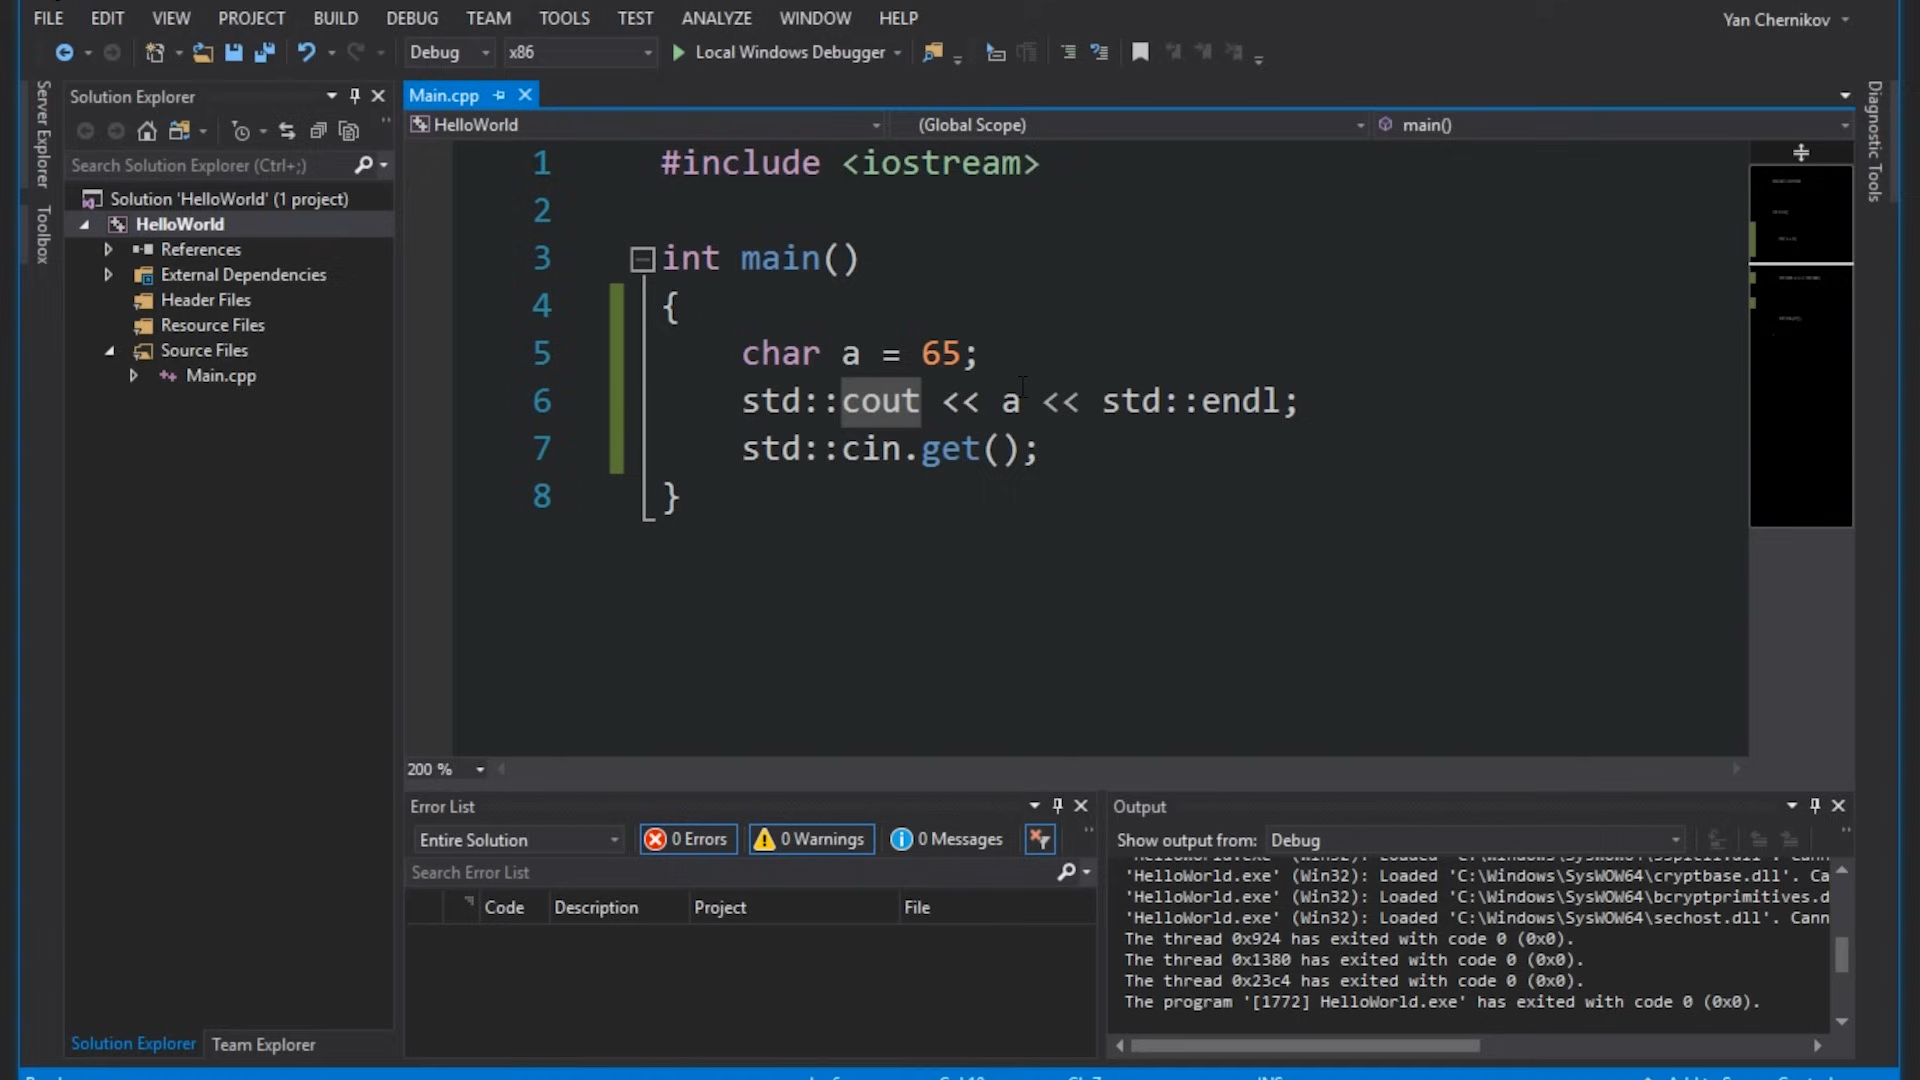 FILE EDIT VIEW PROJECT BUILD DEBUG TEAM TOOLS TEST ANALYZE WINDOW HELP
Yan Chernikov
Debug x86 Local Windows Debugger
Server Explorer
Toolbox
Solution Explorer
Search Solution Explorer (Ctrl+;)
Solution 'HelloWorld' (1 project)
HelloWorld
References
External Dependencies
Header Files
Resource Files
Source Files
Main.cpp
Solution Explorer Team Explorer
Main.cpp
HelloWorld (Global Scope) main()
1 #include <iostream>
2
3 int main()
4 {
5 char a = 65;
6 std::cout << a << std::endl;
7 std::cin.get();
8 }
200 %
Diagnostic Tools
Error List
Entire Solution 0 Errors 0 Warnings 0 Messages
Search Error List
Code Description Project File
Output
Show output from: Debug
'HelloWorld.exe' (Win32): Loaded 'C:\Windows\SysWOW64\cryptbase.dll'. Ca
'HelloWorld.exe' (Win32): Loaded 'C:\Windows\SysWOW64\bcryptprimitives.d
'HelloWorld.exe' (Win32): Loaded 'C:\Windows\SysWOW64\sechost.dll'. Cann
The thread 0x924 has exited with code 0 (0x0).
The thread 0x1380 has exited with code 0 (0x0).
The thread 0x23c4 has exited with code 0 (0x0).
The program '[1772] HelloWorld.exe' has exited with code 0 (0x0).